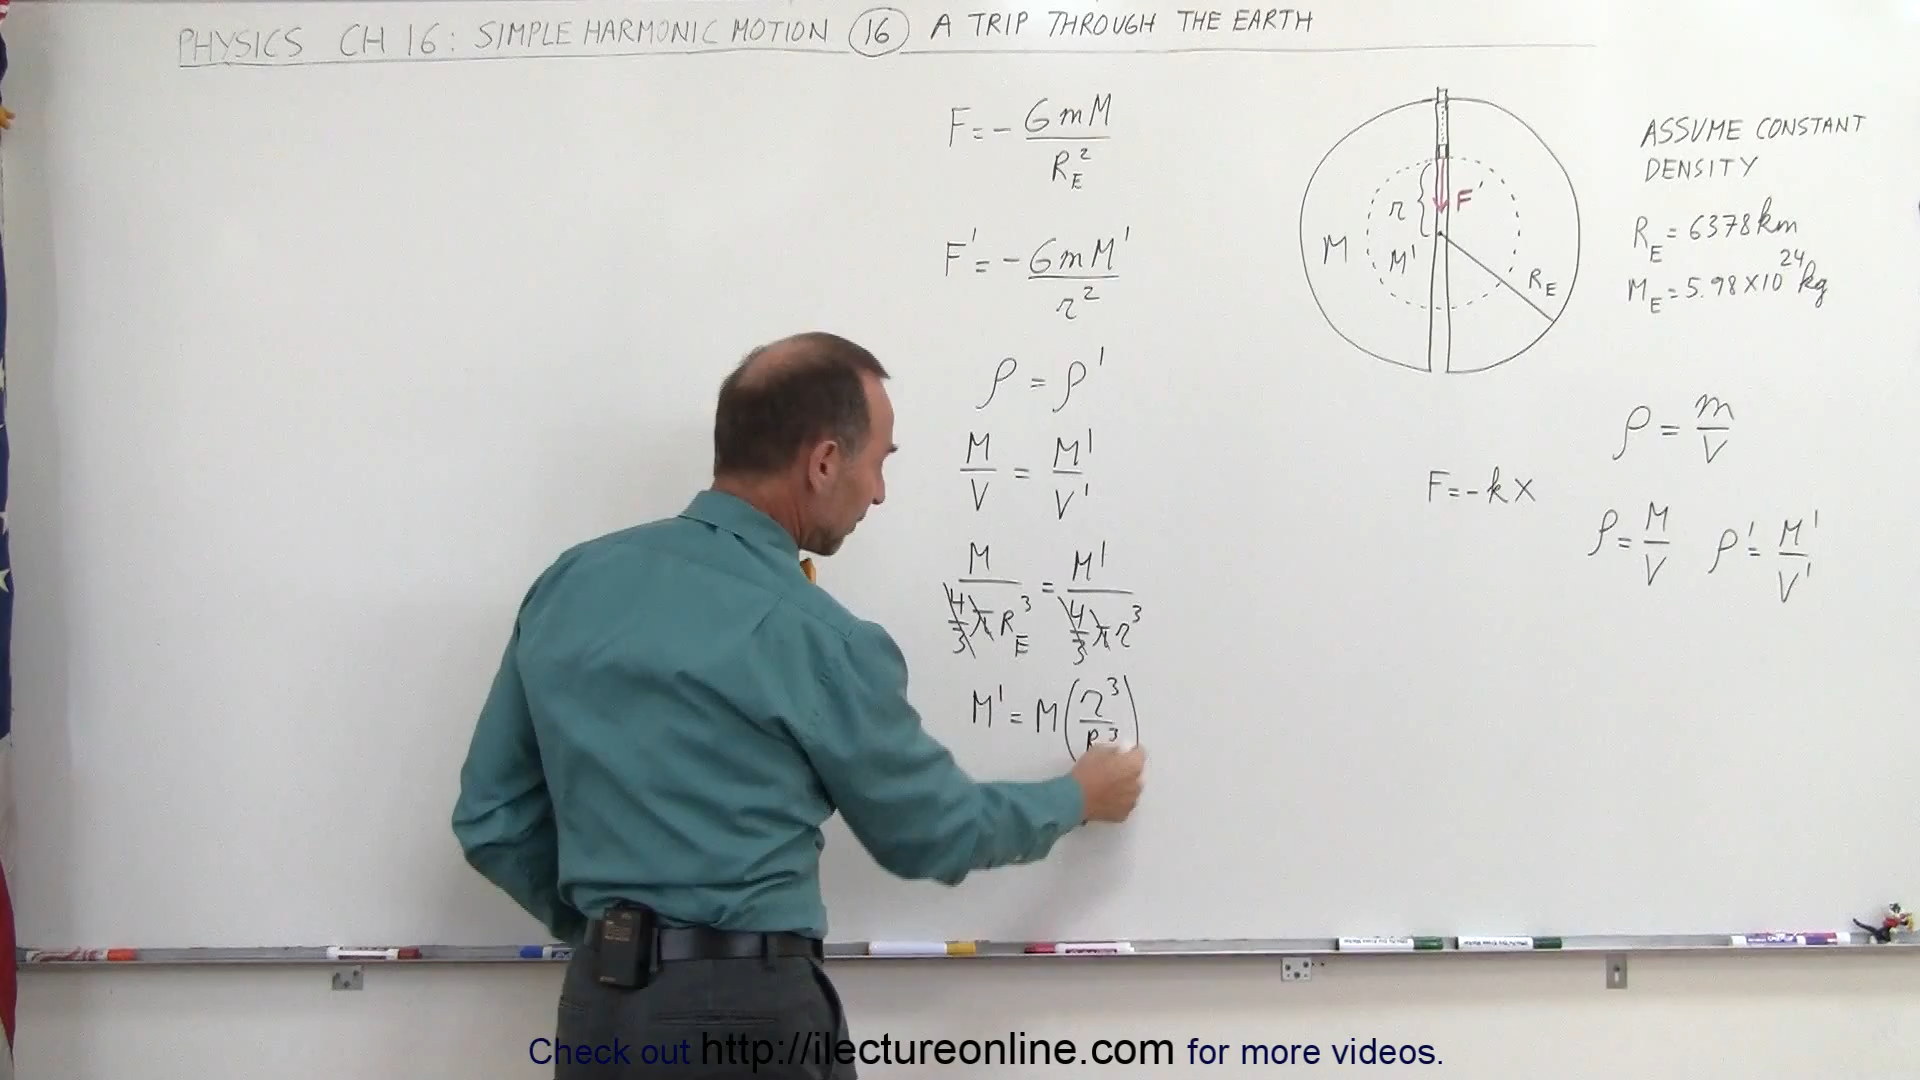 PHYSICS CH 16: SIMPLE HARMONIC MOTION 16 A TRIP THROUGH THE EARTH
F = - GmM / R_E^2
F' = - GmM' / r^2
ρ = ρ'
M/V = M'/V'
M / (4/3 π R_E^3) = M' / (4/3 π r^3)
M' = M (r^3 / R^3)
r
F'
M
M'
R_E
ASSUME CONSTANT
DENSITY
R_E = 6378 km
M_E = 5.98 × 10^24 kg
ρ = m/V
F = -kx
ρ = M/V ρ' = M'/V'
Check out http://ilectureonline.com for more videos.